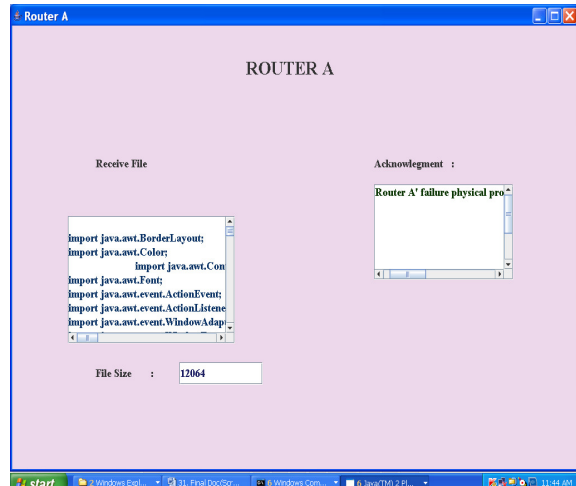 Router A
ROUTER A
Receive File
Acknowlegment :
Router A' failure physical pro
import java.awt.BorderLayout;
import java.awt.Color;
import java.awt.Con
import java.awt.Font;
import java.awt.event.ActionEvent;
import java.awt.event.ActionListene
import java.awt.event.WindowAdap
File Size :
12064
start
2 Windows Expl...
31. Final Doc/Scr...
6 Windows Com...
6 Java(TM) 2 Pl...
11:44 AM